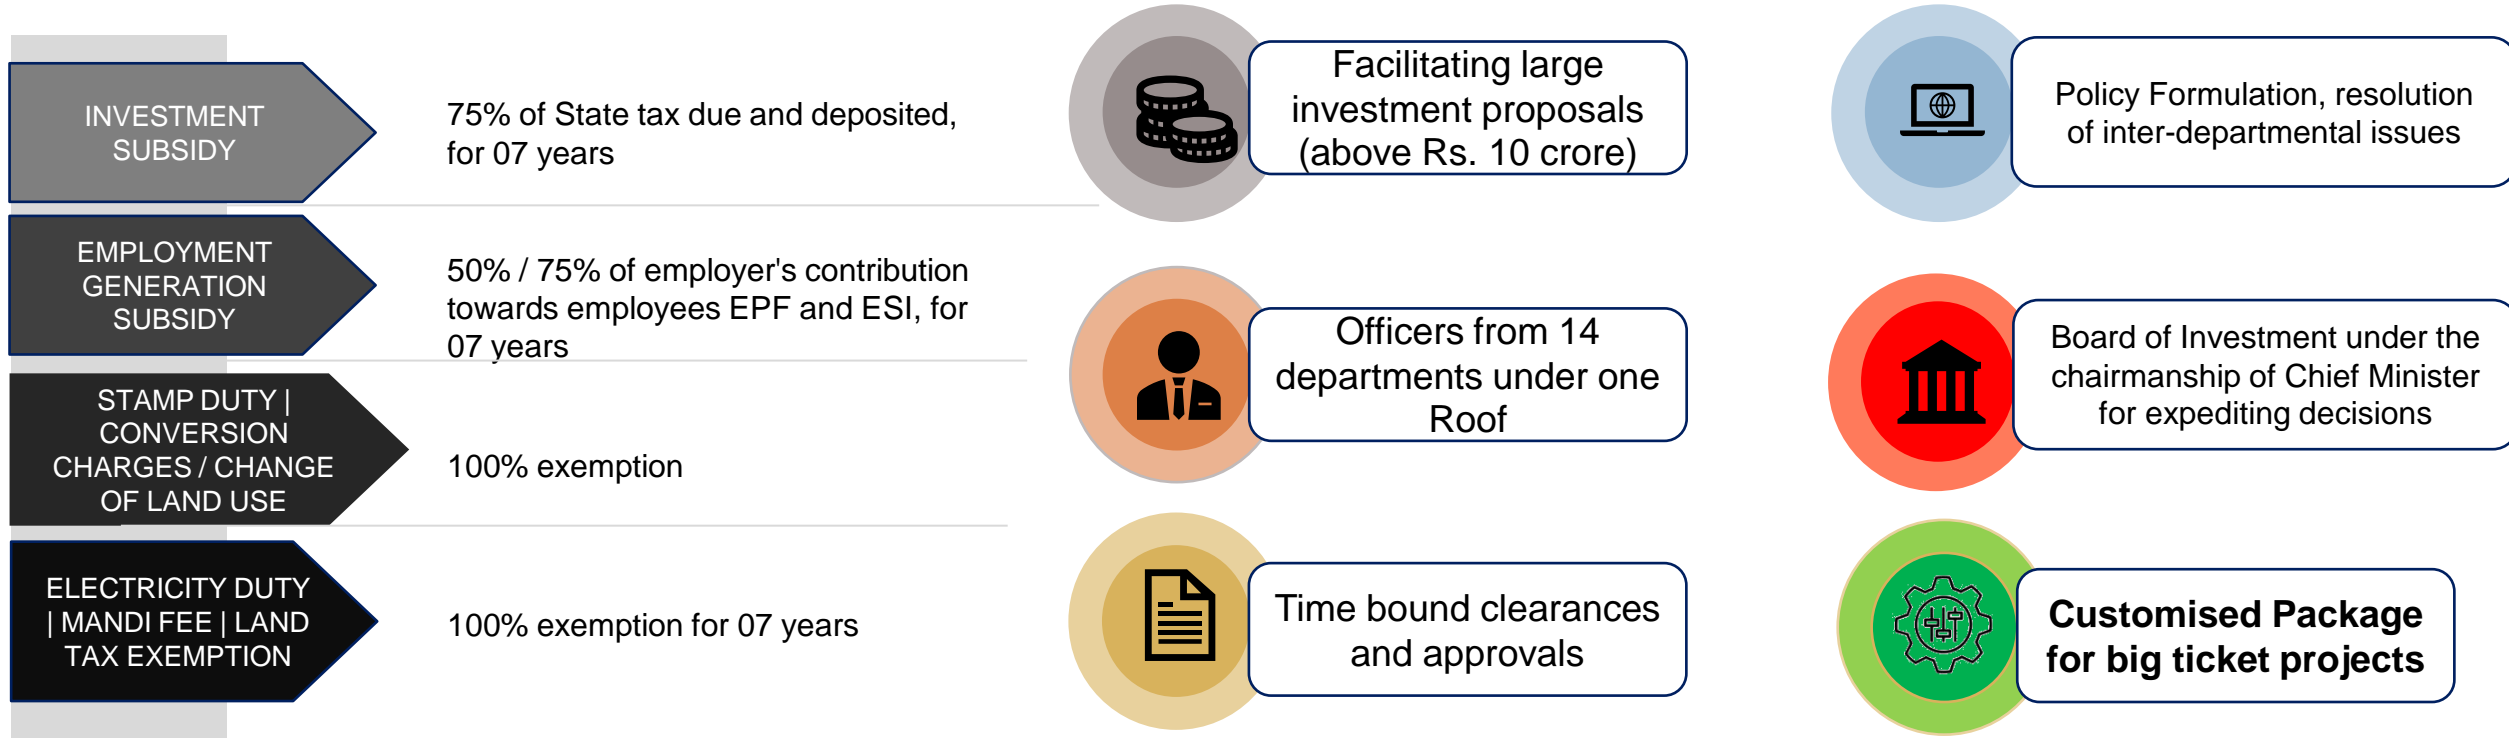 INVESTMENT
SUBSIDY
75% of State tax due and deposited,
for 07 years
EMPLOYMENT
GENERATION
SUBSIDY
50% / 75% of employer's contribution
towards employees EPF and ESI, for
07 years
STAMP DUTY |
CONVERSION
CHARGES / CHANGE
OF LAND USE
100% exemption
ELECTRICITY DUTY
| MANDI FEE | LAND
TAX EXEMPTION
100% exemption for 07 years
Facilitating large
investment proposals
(above Rs. 10 crore)
Officers from 14
departments under one
Roof
Time bound clearances
and approvals
Policy Formulation, resolution
of inter-departmental issues
Board of Investment under the
chairmanship of Chief Minister
for expediting decisions
Customised Package
for big ticket projects